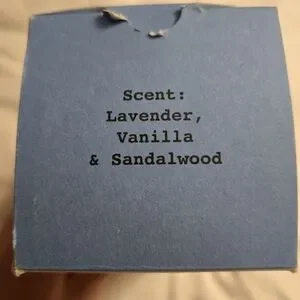 Scent:
Lavender,
Vanilla
& Sandalwood